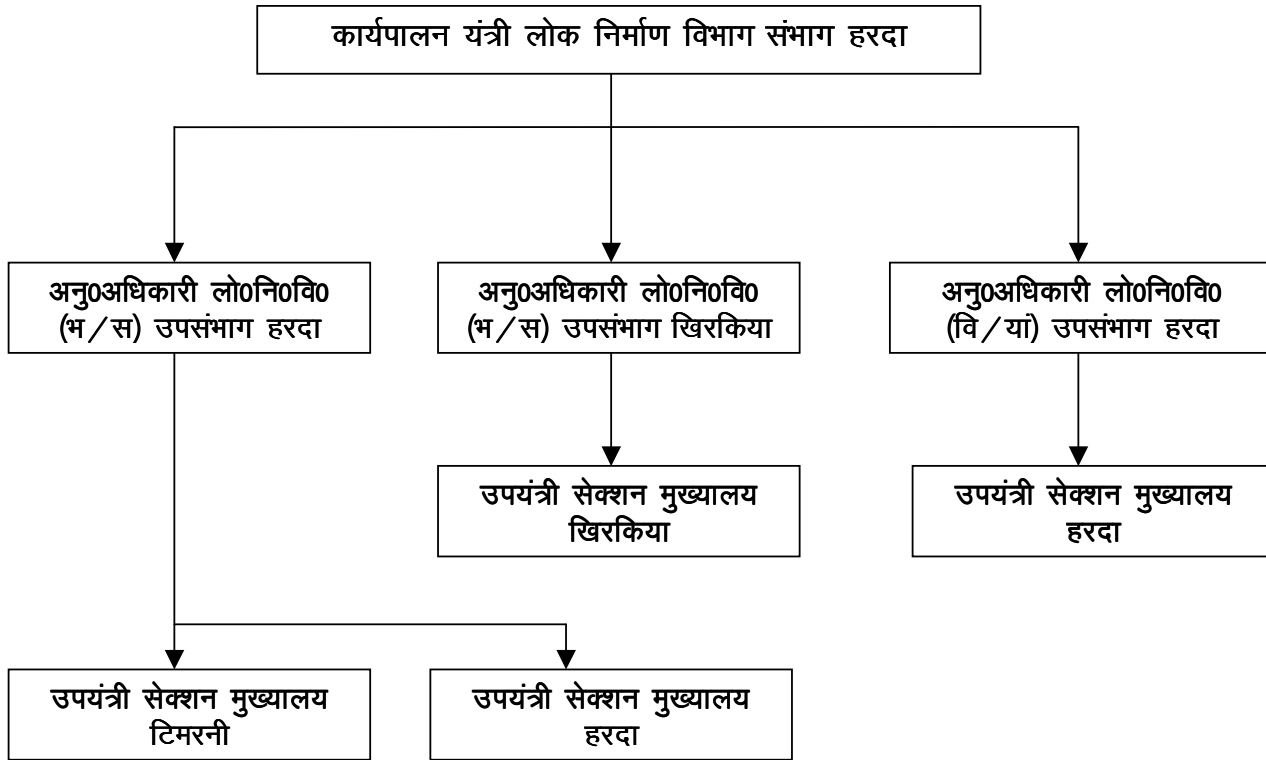 कार्यपालन यंत्री लोक निर्माण विभाग संभाग हरदा
अनु0अधिकारी लो0नि0वि0
(भ/स) उपसंभाग हरदा
अनु0अधिकारी लो0नि0वि0
(भ/स) उपसंभाग खिरकिया
अनु0अधिकारी लो0नि0वि0
(वि/यां) उपसंभाग हरदा
उपयंत्री सेक्शन मुख्यालय
खिरकिया
उपयंत्री सेक्शन मुख्यालय
हरदा
उपयंत्री सेक्शन मुख्यालय
टिमरनी
उपयंत्री सेक्शन मुख्यालय
हरदा